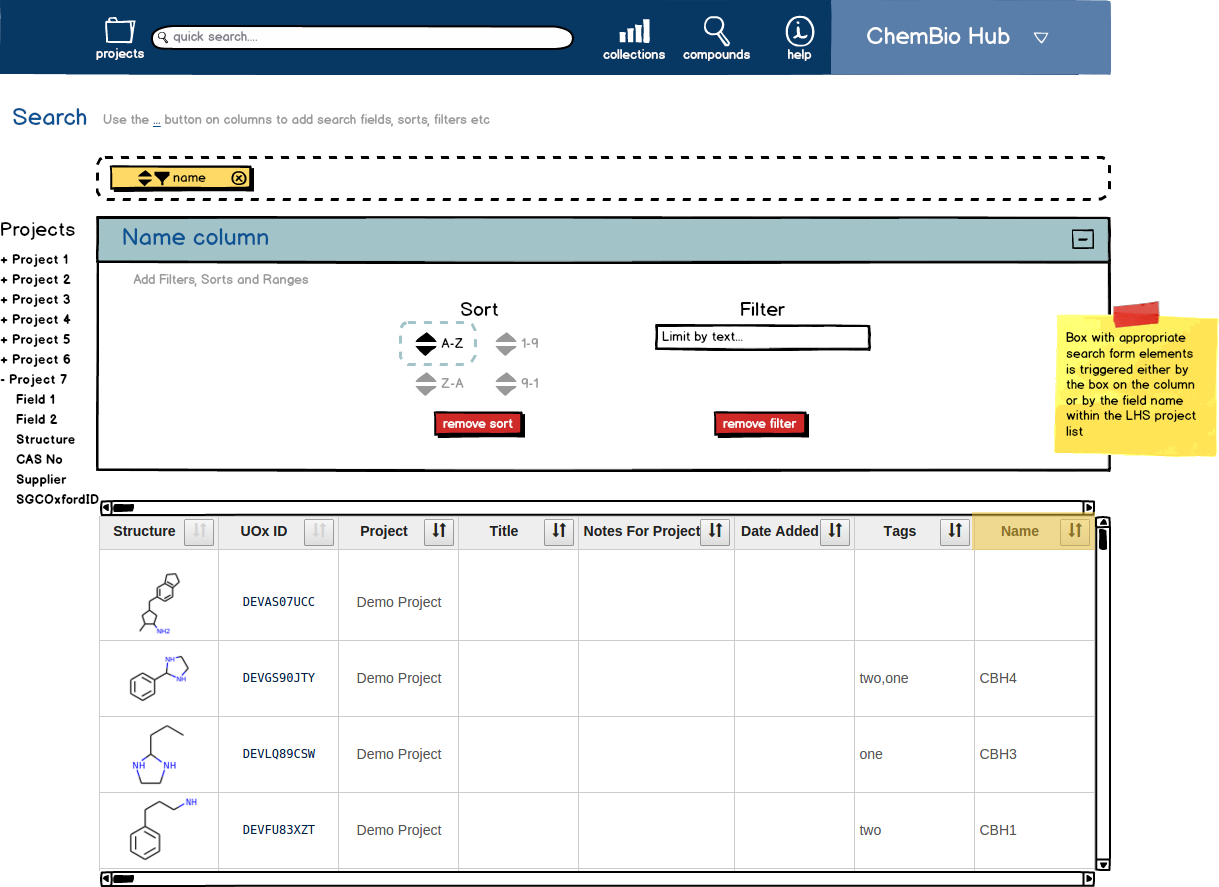 projects
quick search....
collections
compounds
help
ChemBio Hub
Search
Use the ... button on columns to add search fields, sorts, filters etc
name
Projects
+ Project 1
+ Project 2
+ Project 3
+ Project 4
+ Project 5
+ Project 6
- Project 7
Field 1
Field 2
Structure
CAS No
Supplier
SGCOxfordID
Name column
Add Filters, Sorts and Ranges
Sort
A-Z
1-9
Z-A
9-1
remove sort
Filter
Limit by text...
remove filter
Box with appropriate
search form elements
is triggered either by
the box on the column
or by the field name
within the LHS project
list
Structure UOx ID Project Title Notes For Project Date Added Tags Name
NH2 DEVAS07UCC Demo Project
NH NH DEVGS90JTY Demo Project two,one CBH4
NH NH DEVLQ89CSW Demo Project one CBH3
NH DEVFU83XZT Demo Project two CBH1